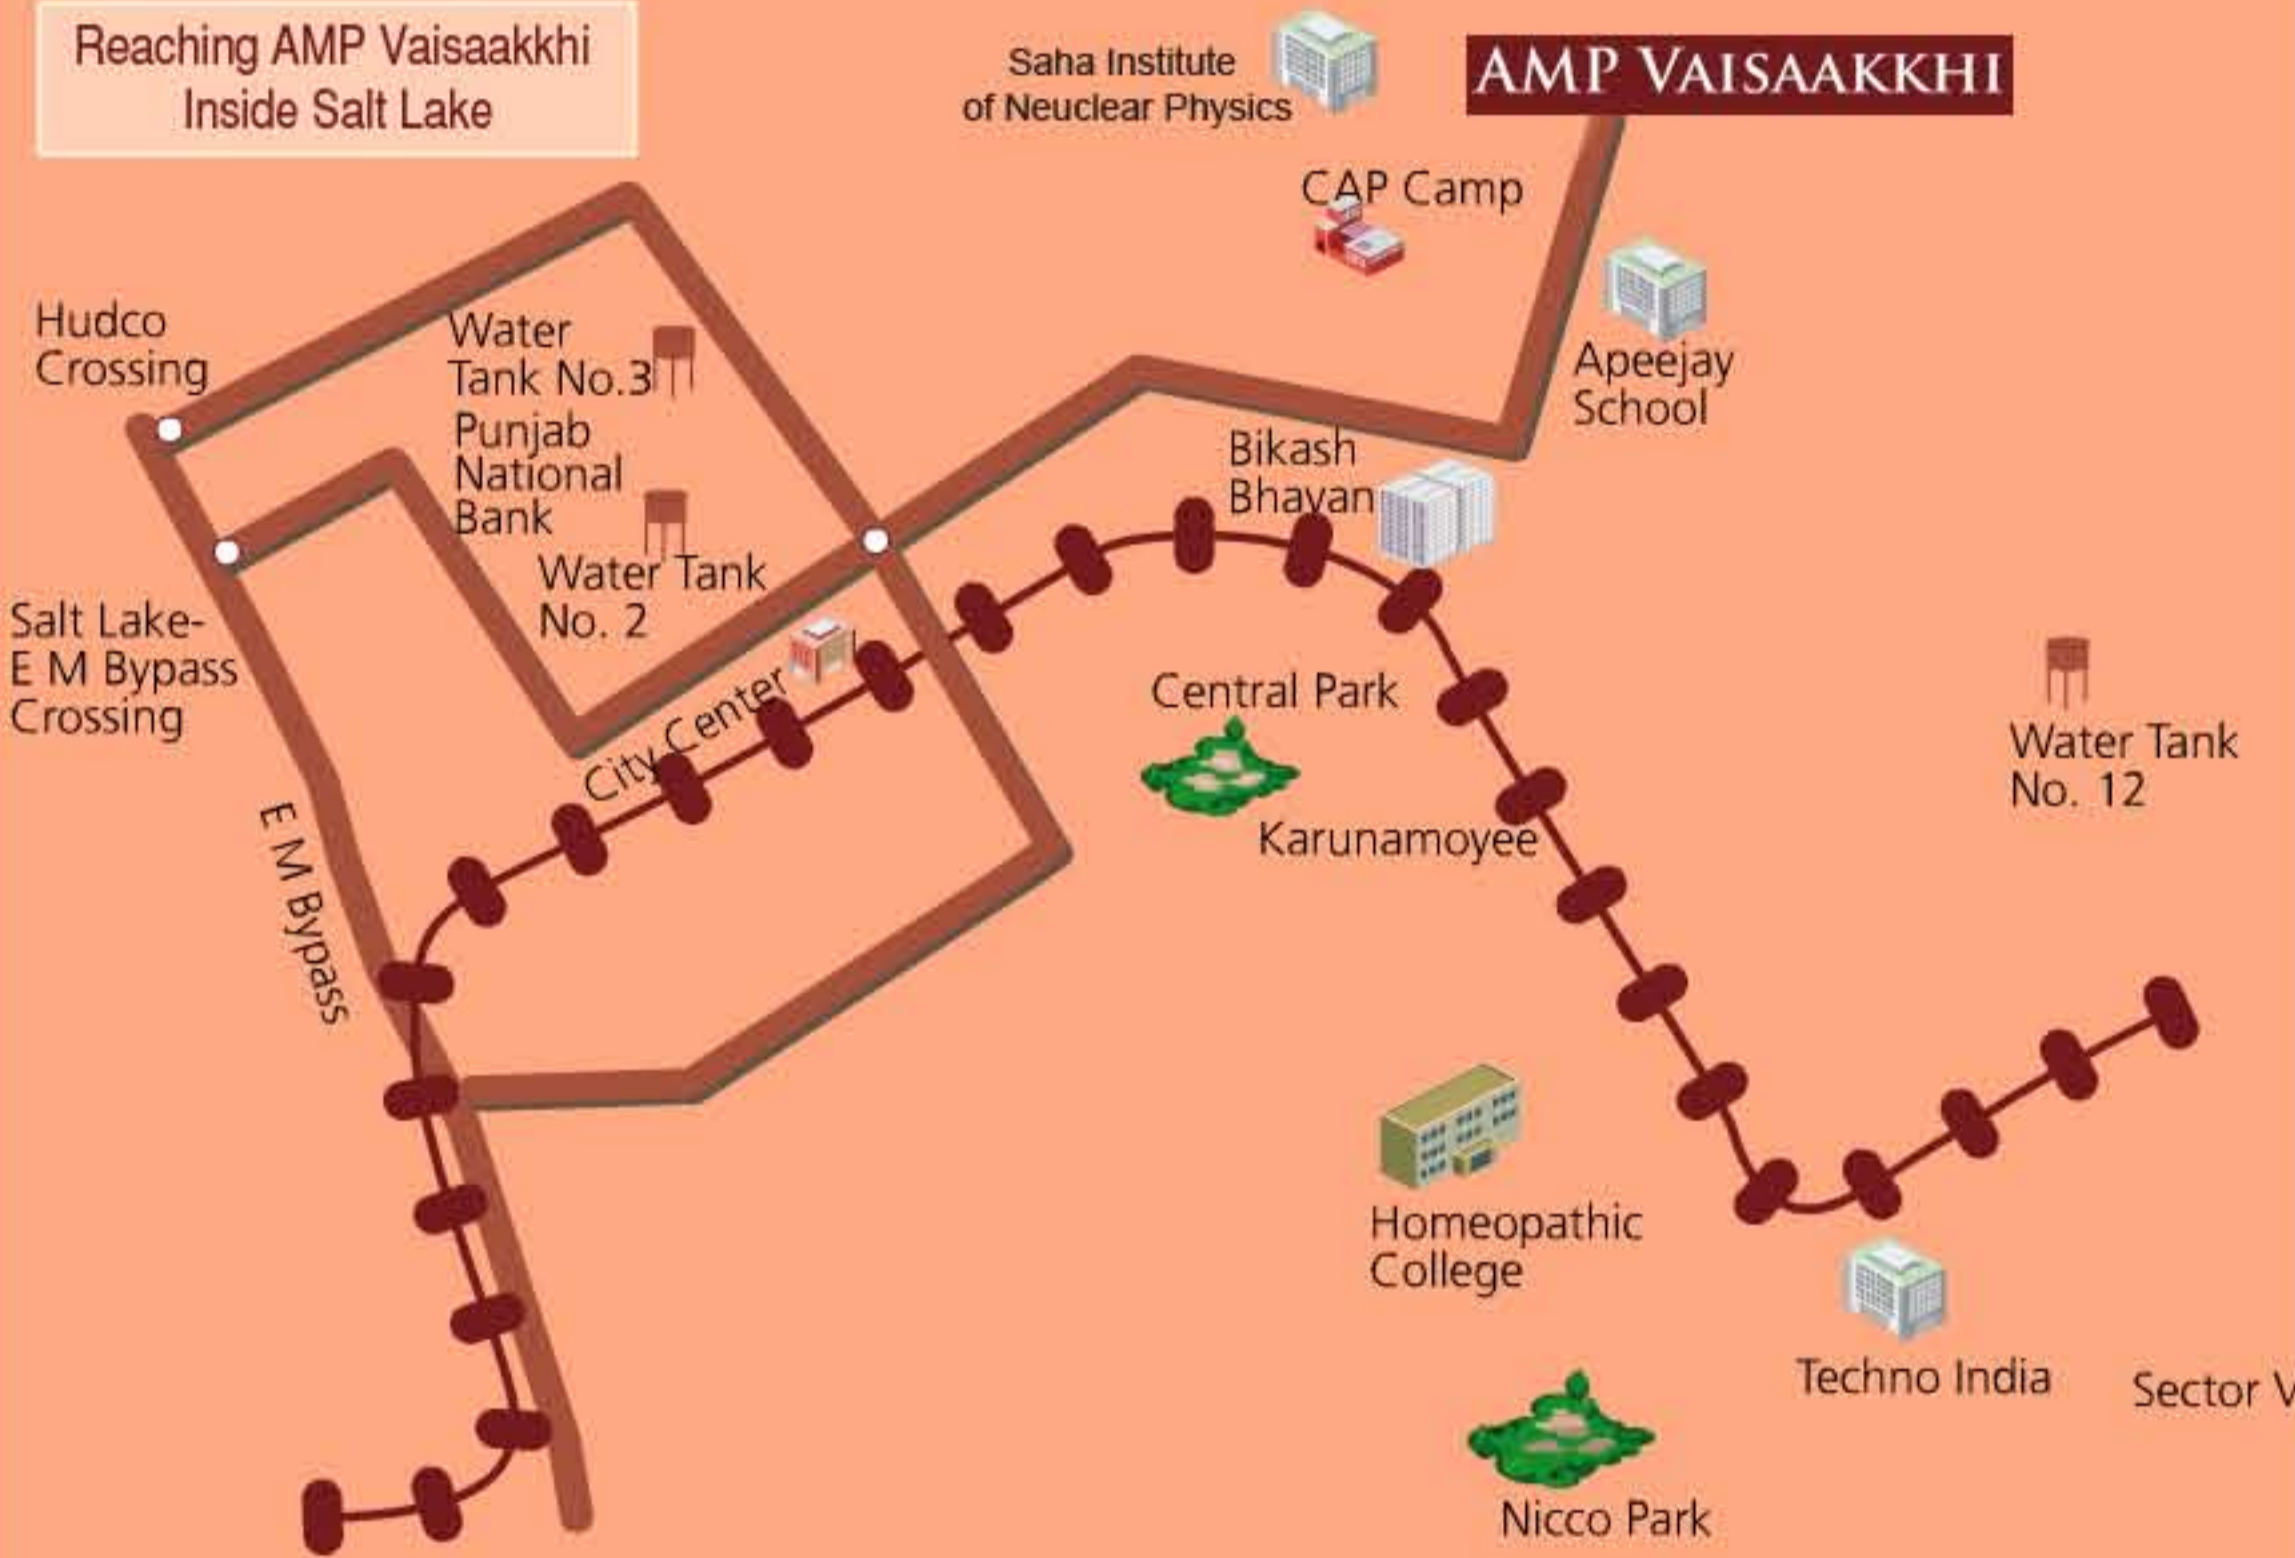 Reaching AMP Vaisaakkhi
Inside Salt Lake
Saha Institute
of Neuclear Physics
AMP VAISAAKKHI
CAP Camp
Hudco
Crossing
Water
Tank No.3
Punjab
National
Bank
Water Tank
No. 2
Apeejay
School
Bikash
Bhavan
Salt Lake-
E M Bypass
Crossing
City Center
Central Park
Water Tank
No. 12
E M Bypass
Karunamoyee
Homeopathic
College
Techno India
Sector V
Nicco Park